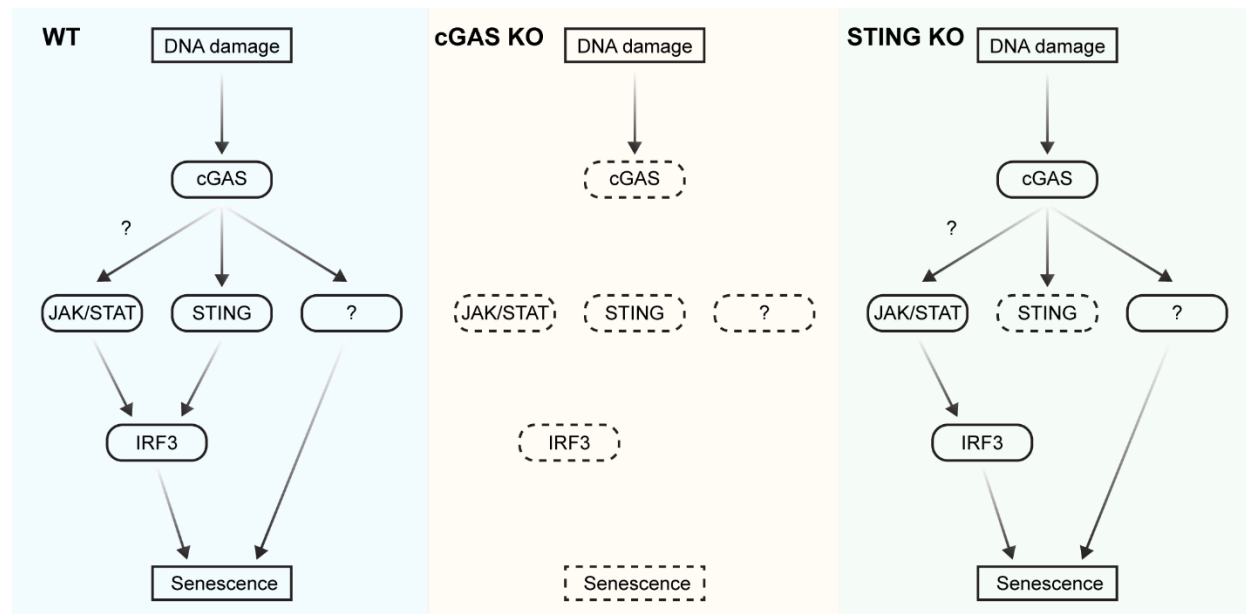 WT
DNA damage
cGAS
?
JAK/STAT
STING
?
IRF3
Senescence
cGAS KO
DNA damage
cGAS
JAK/STAT
STING
?
IRF3
Senescence
STING KO
DNA damage
cGAS
?
JAK/STAT
STING
?
IRF3
Senescence